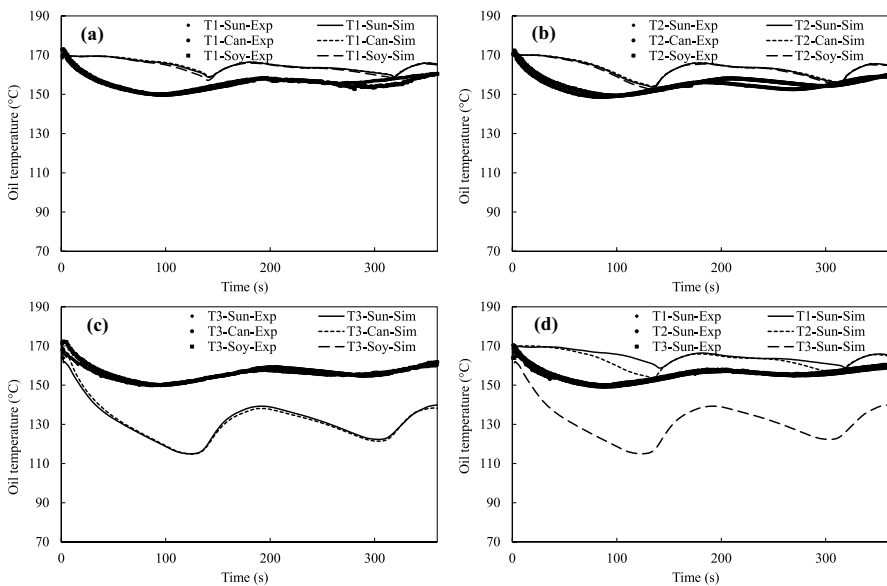 (a)
T1-Sun-Exp T1-Sun-Sim
T1-Can-Exp T1-Can-Sim
T1-Soy-Exp T1-Soy-Sim
Oil temperature (°C)
190
170
150
130
110
90
70
0 100 200 300
Time (s)
(b)
T2-Sun-Exp T2-Sun-Sim
T2-Can-Exp T2-Can-Sim
T2-Soy-Exp T2-Soy-Sim
Oil temperature (°C)
190
170
150
130
110
90
70
0 100 200 300
Time (s)
(c)
T3-Sun-Exp T3-Sun-Sim
T3-Can-Exp T3-Can-Sim
T3-Soy-Exp T3-Soy-Sim
Oil temperature (°C)
190
170
150
130
110
90
70
0 100 200 300
Time (s)
(d)
T1-Sun-Exp T1-Sun-Sim
T2-Sun-Exp T2-Sun-Sim
T3-Sun-Exp T3-Sun-Sim
Oil temperature (°C)
190
170
150
130
110
90
70
0 100 200 300
Time (s)